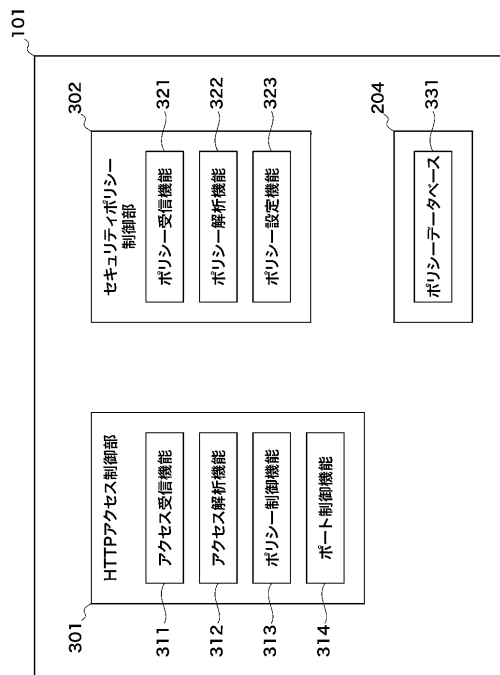 101
301
HTTPアクセス制御部
311
アクセス受信機能
312
アクセス解析機能
313
ポリシー制御機能
314
ポート制御機能
302
セキュリティポリシー
制御部
321
ポリシー受信機能
322
ポリシー解析機能
323
ポリシー設定機能
204
331
ポリシーデータベース